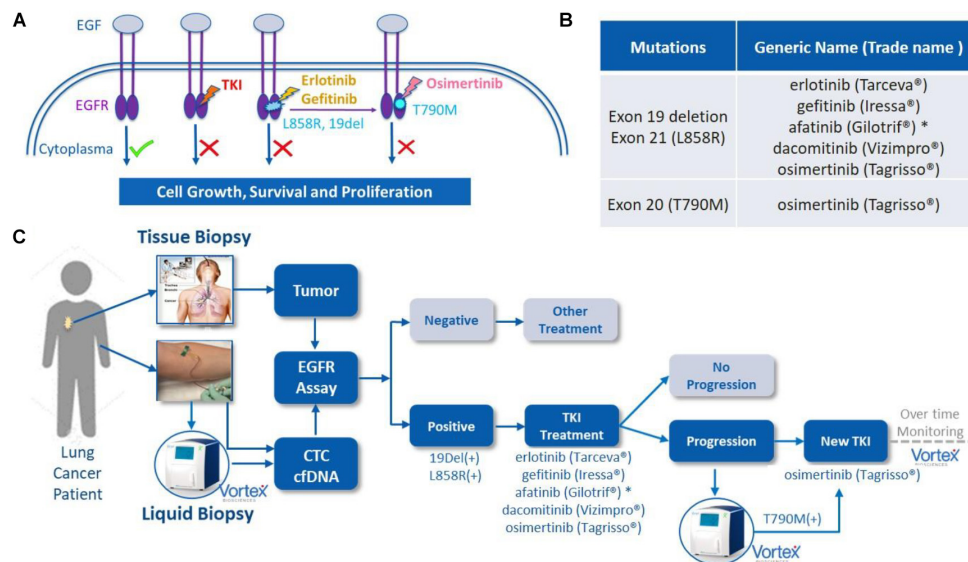 A
EGF
EGFR
TKI
Erlotinib
Gefitinib
L858R, 19del
Osimertinib
T790M
Cytoplasma
Cell Growth, Survival and Proliferation
B
Mutations
Generic Name (Trade name )
Exon 19 deletion
Exon 21 (L858R)
erlotinib (Tarceva®)
gefitinib (Iressa®)
afatinib (Gilotrif®) *
dacomitinib (Vizimpro®)
osimertinib (Tagrisso®)
Exon 20 (T790M)
osimertinib (Tagrisso®)
C
Lung
Cancer
Patient
Tissue Biopsy
Liquid Biopsy
Vortex
BIOSCIENCES
Tumor
EGFR
Assay
CTC
cfDNA
Negative
Other
Treatment
Positive
19Del(+)
L858R(+)
TKI
Treatment
erlotinib (Tarceva®)
gefitinib (Iressa®)
afatinib (Gilotrif®) *
dacomitinib (Vizimpro®)
osimertinib (Tagrisso®)
No
Progression
Progression
New TKI
osimertinib (Tagrisso®)
Over time
Monitoring
Vortex
BIOSCIENCES
T790M(+)
Vortex
BIOSCIENCES